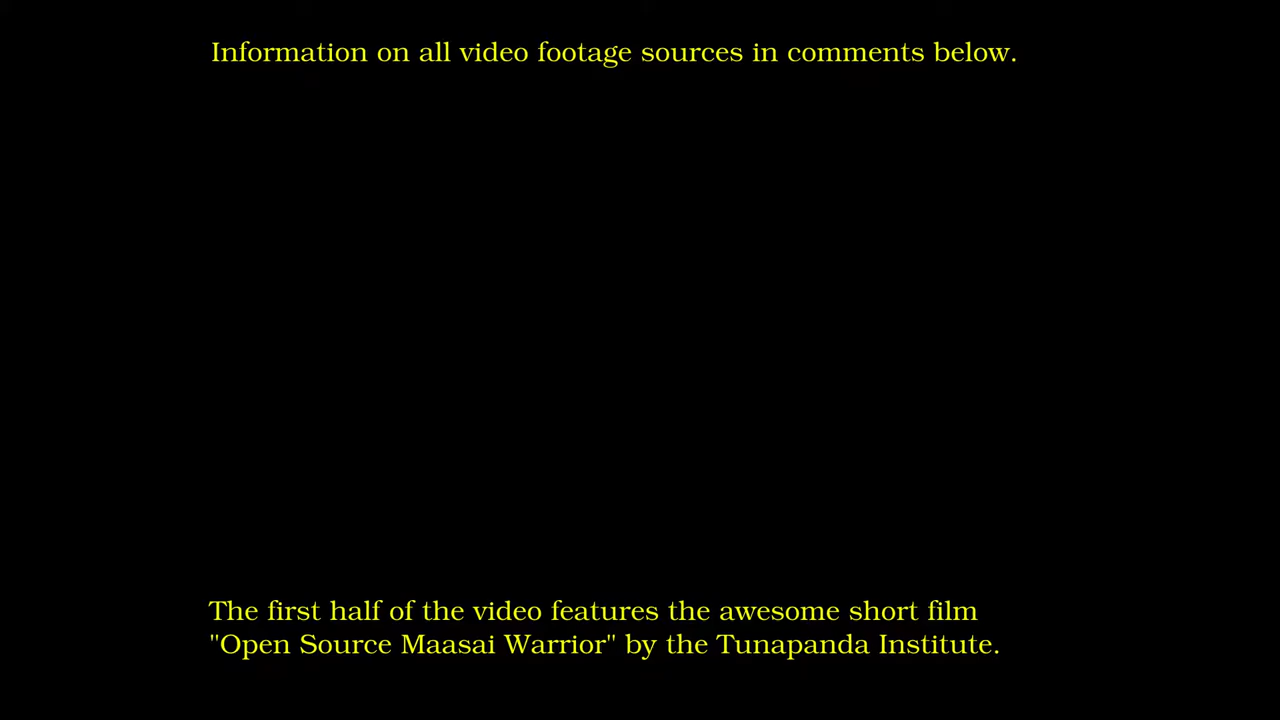 Information on all video footage sources in comments below.
The first half of the video features the awesome short film
"Open Source Maasai Warrior" by the Tunapanda Institute.